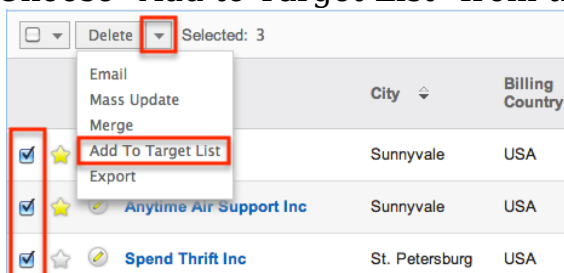 Choose "Add to Target List" from
Delete Selected: 3
Email
Mass Update
Merge
Add To Target List
Export
City
Billing
Country
Sunnyvale USA
Anytime Air Support Inc Sunnyvale USA
Spend Thrift Inc St. Petersburg USA